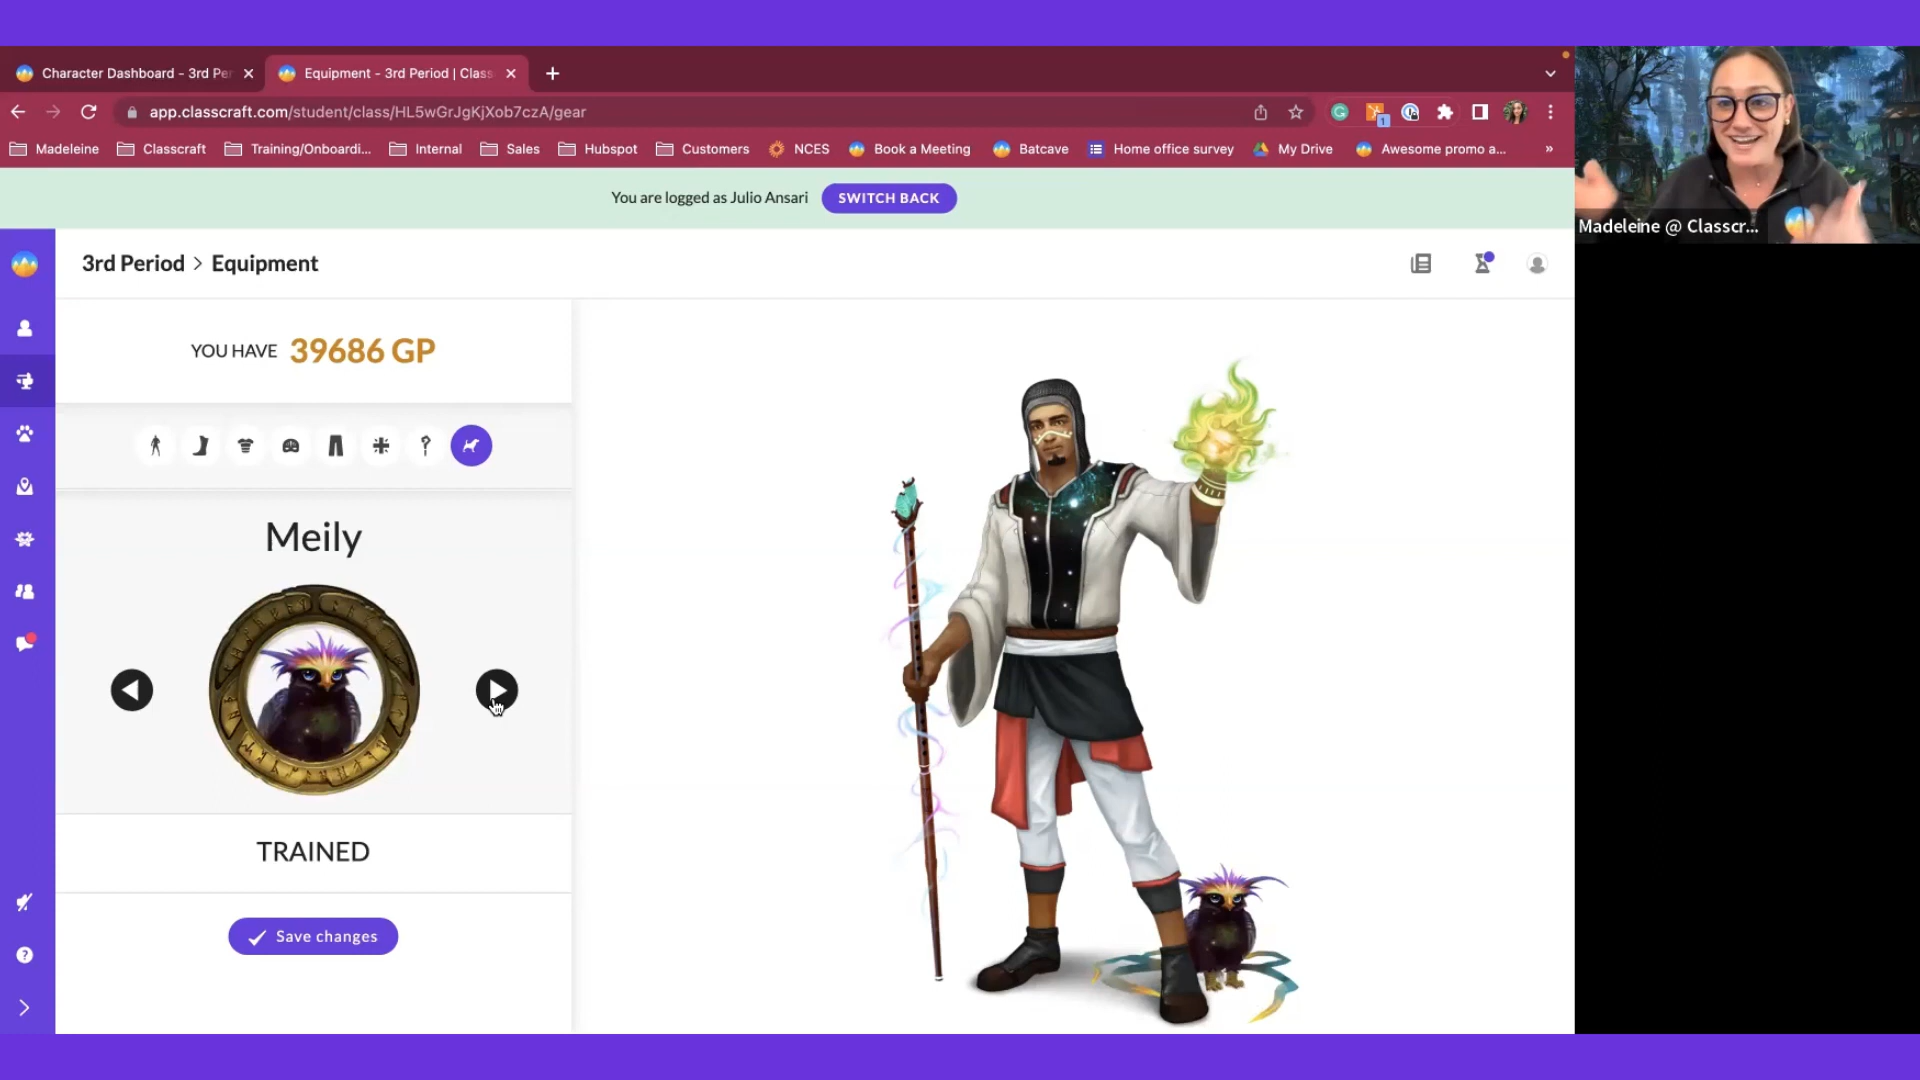 Character Dashboard - 3rd Per
Equipment - 3rd Period | Class
app.classcraft.com/student/class/HL5wGrJgKjXob7czA/gear
1
Madeleine
Classcraft
Training/Onboardi...
Internal
Sales
Hubspot
Customers
NCES
Book a Meeting
Batcave
Home office survey
My Drive
Awesome promo a...
»
Madeleine @ Classcr...
You are logged as Julio Ansari
SWITCH BACK
3rd Period > Equipment
YOU HAVE 39686 GP
Meily
TRAINED
Save changes